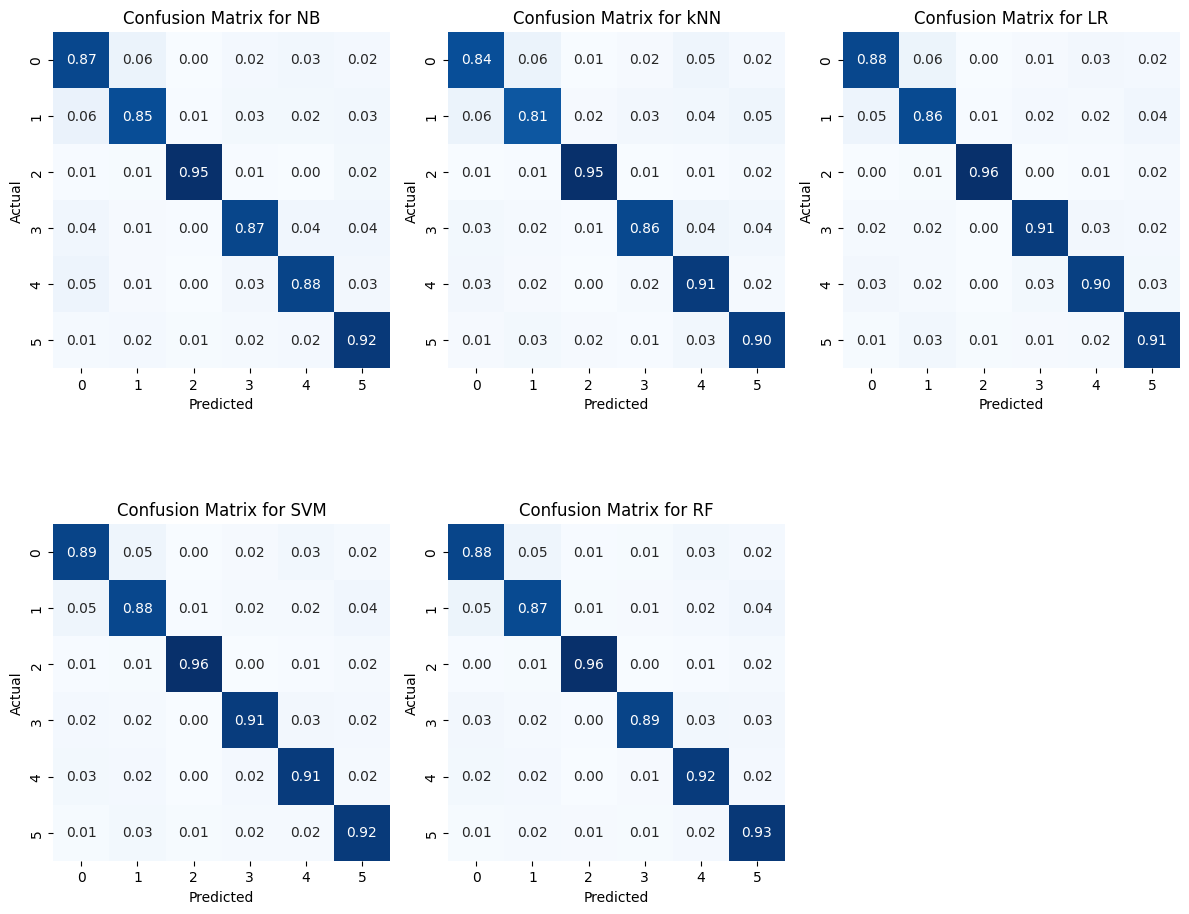 Confusion Matrix for NB
0 0.87 0.06 0.00 0.02 0.03 0.02
1 0.06 0.85 0.01 0.03 0.02 0.03
2 0.01 0.01 0.95 0.01 0.00 0.02
3 0.04 0.01 0.00 0.87 0.04 0.04
4 0.05 0.01 0.00 0.03 0.88 0.03
5 0.01 0.02 0.01 0.02 0.02 0.92
0 1 2 3 4 5
Actual
Predicted
Confusion Matrix for kNN
0 0.84 0.06 0.01 0.02 0.05 0.02
1 0.06 0.81 0.02 0.03 0.04 0.05
2 0.01 0.01 0.95 0.01 0.01 0.02
3 0.03 0.02 0.01 0.86 0.04 0.04
4 0.03 0.02 0.00 0.02 0.91 0.02
5 0.01 0.03 0.02 0.01 0.03 0.90
0 1 2 3 4 5
Actual
Predicted
Confusion Matrix for LR
0 0.88 0.06 0.00 0.01 0.03 0.02
1 0.05 0.86 0.01 0.02 0.02 0.04
2 0.00 0.01 0.96 0.00 0.01 0.02
3 0.02 0.02 0.00 0.91 0.03 0.02
4 0.03 0.02 0.00 0.03 0.90 0.03
5 0.01 0.03 0.01 0.01 0.02 0.91
0 1 2 3 4 5
Actual
Predicted
Confusion Matrix for SVM
0 0.89 0.05 0.00 0.02 0.03 0.02
1 0.05 0.88 0.01 0.02 0.02 0.04
2 0.01 0.01 0.96 0.00 0.01 0.02
3 0.02 0.02 0.00 0.91 0.03 0.02
4 0.03 0.02 0.00 0.02 0.91 0.02
5 0.01 0.03 0.01 0.02 0.02 0.92
0 1 2 3 4 5
Actual
Predicted
Confusion Matrix for RF
0 0.88 0.05 0.01 0.01 0.03 0.02
1 0.05 0.87 0.01 0.01 0.02 0.04
2 0.00 0.01 0.96 0.00 0.01 0.02
3 0.03 0.02 0.00 0.89 0.03 0.03
4 0.02 0.02 0.00 0.01 0.92 0.02
5 0.01 0.02 0.01 0.01 0.02 0.93
0 1 2 3 4 5
Actual
Predicted